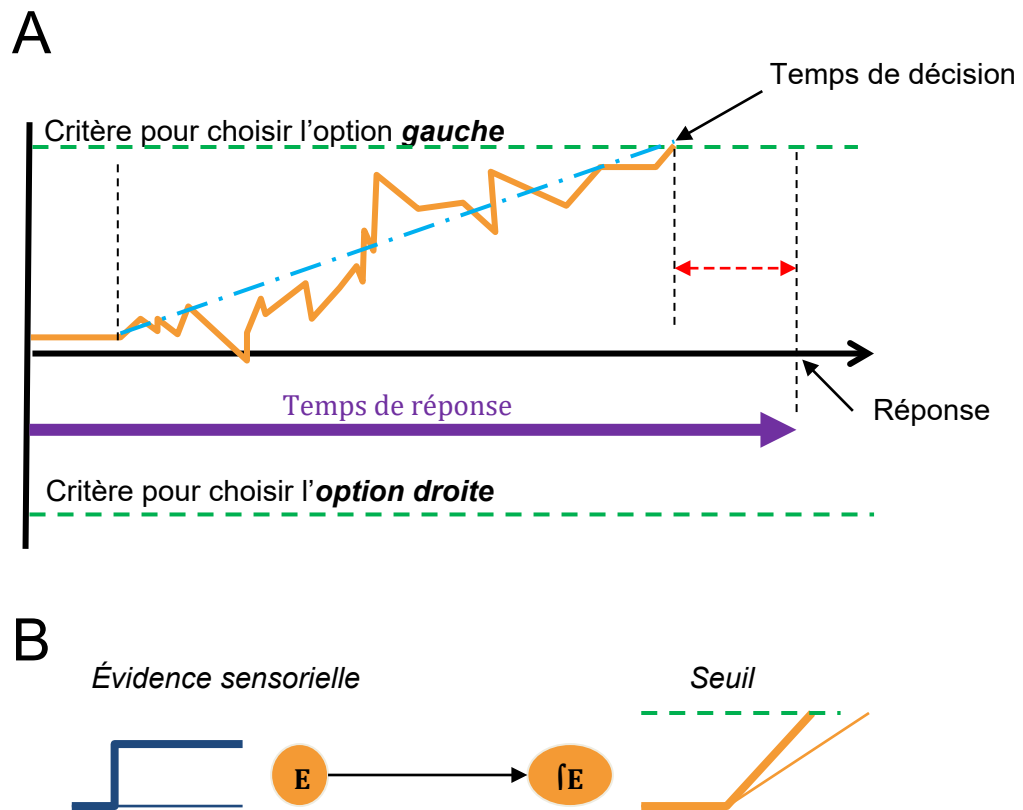 A
Temps de décision
Critère pour choisir l'option gauche
Temps de réponse
Réponse
Critère pour choisir l'option droite
B
Évidence sensorielle
Seuil
E
∫E